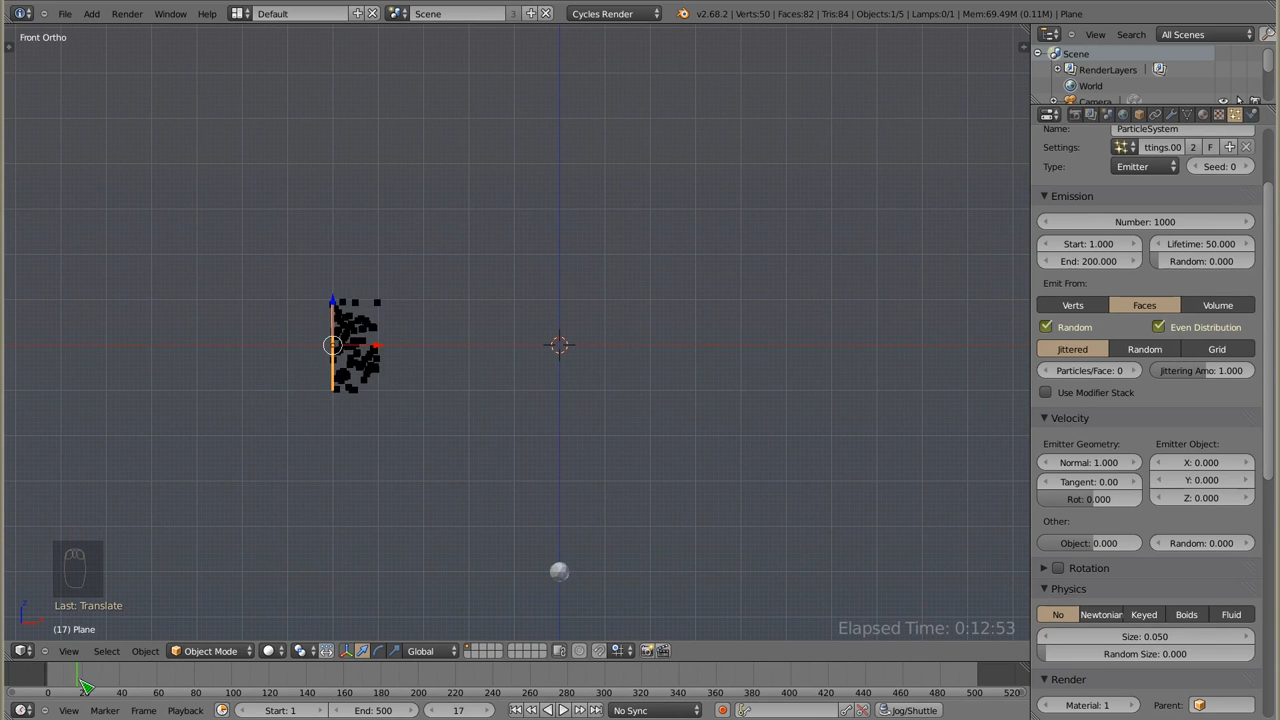 File Add Render Window Help Default Scene 3 Cycles Render v2.68.2 | Verts:50 | Faces:82 | Tris:84 | Objects:1/5 | Lamps:0/1 | Mem:69.49M (0.11M) | Plane
Front Ortho
View Search All Scenes
Scene
RenderLayers
World
Camera
Name: ParticleSystem
Settings: ttings.00 2 F
Type: Emitter Seed: 0
Emission
Number: 1000
Start: 1.000 Lifetime: 50.000
End: 200.000 Random: 0.000
Emit From:
Verts Faces Volume
Random Even Distribution
Jittered Random Grid
Particles/Face: 0 Jittering Amo: 1.000
Use Modifier Stack
Velocity
Emitter Geometry: Emitter Object:
Normal: 1.000 X: 0.000
Tangent: 0.00 Y: 0.000
Rot: 0.000 Z: 0.000
Other:
Object: 0.000 Random: 0.000
Rotation
Physics
No Newtonian Keyed Boids Fluid
Size: 0.050
Random Size: 0.000
Render
Material: 1 Parent:
Last: Translate
(17) Plane
Elapsed Time: 0:12:53
View Select Object Object Mode Global
0 20 40 60 80 100 120 140 160 180 200 220 240 260 280 300 320 340 360 380 400 420 440 460 480 500 520
View Marker Frame Playback Start: 1 End: 500 17 No Sync Jog/Shuttle